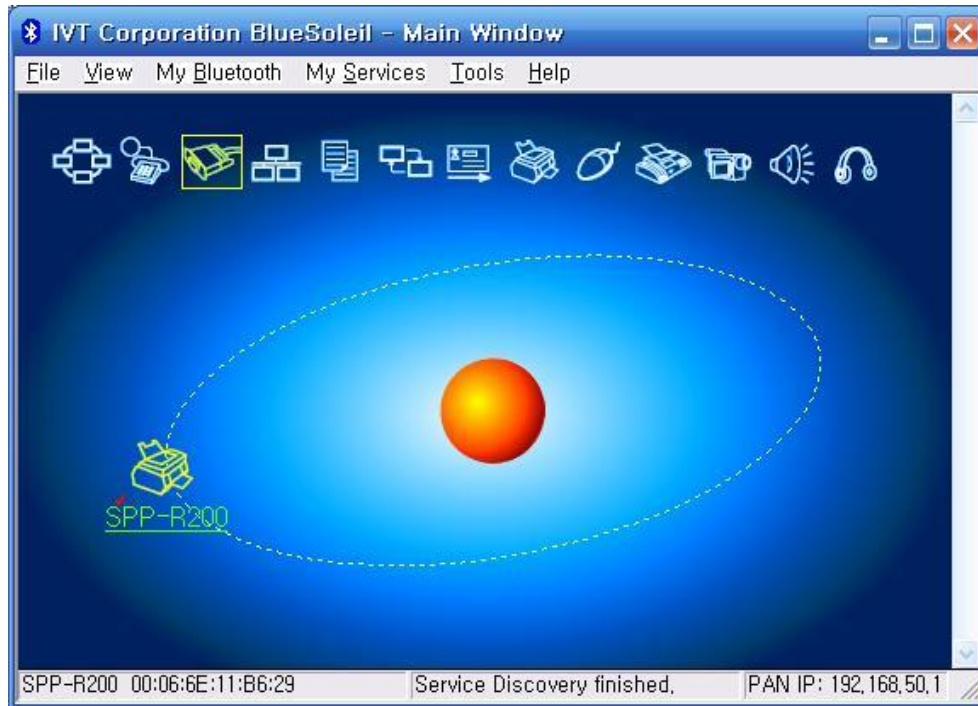 IVT Corporation BlueSoleil - Main Window
File View My Bluetooth My Services Tools Help
SPP-R200
SPP-R200 00:06:6E:11:B6:29 Service Discovery finished, PAN IP: 192,168,50,1